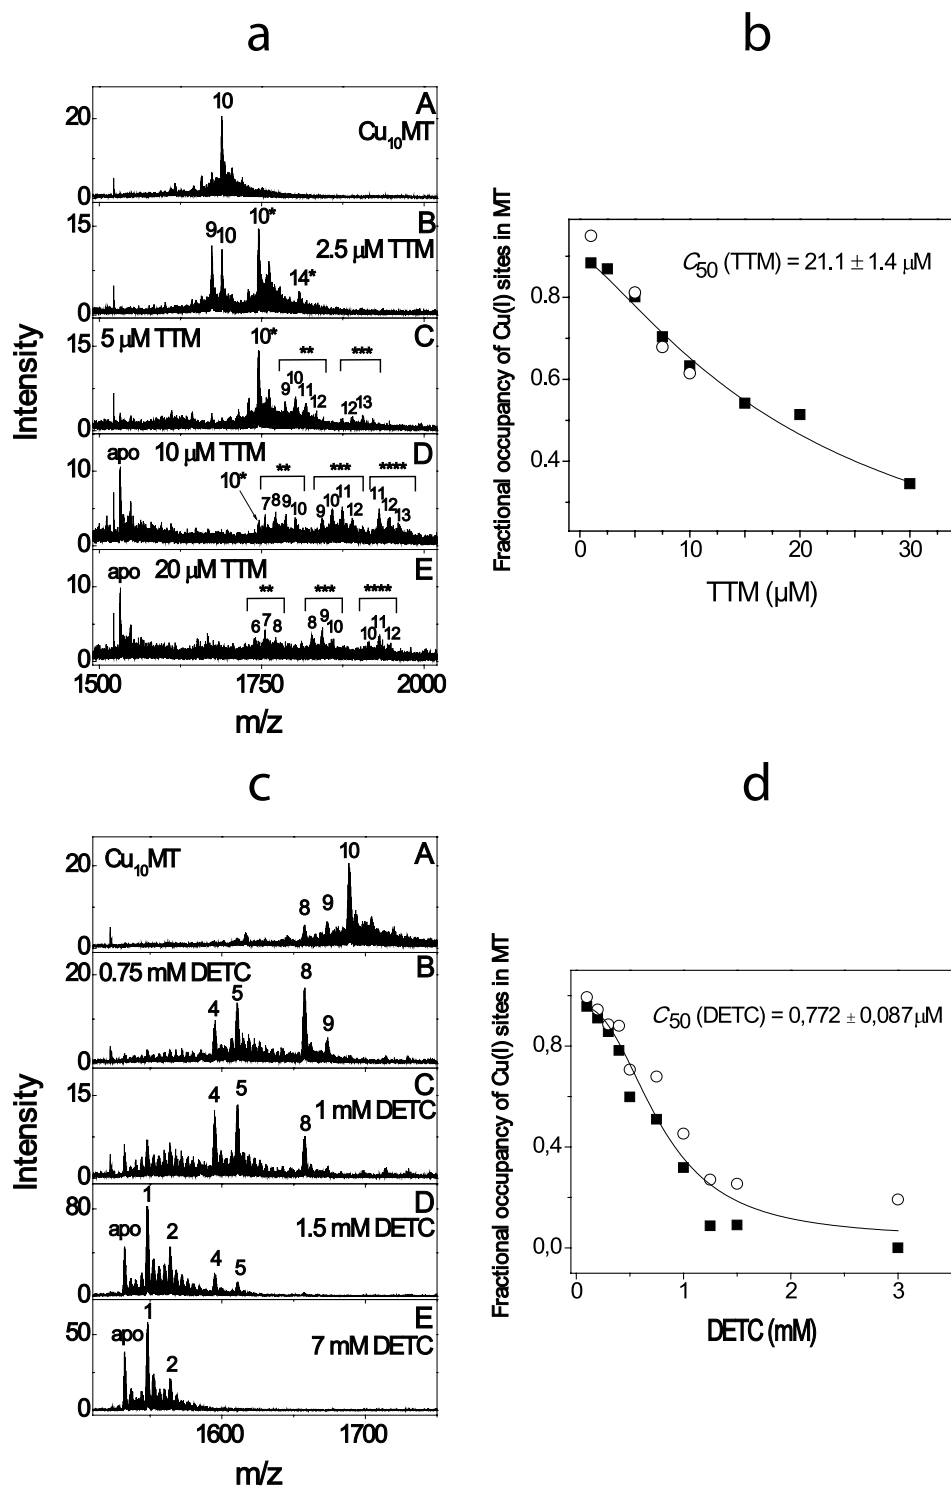 a
A
10
20
Cu10MT
0
B
10*
15
9 10
2.5 µM TTM
14*
0
C
5 µM TTM
10*
15
** ***
10
9 11
12
12 13
0
D
apo 10 µM TTM
10
** *** ****
10*
7 8 9 10
9 10 11 12
11 12 13
0
E
apo 20 µM TTM
10
** *** ****
6 7 8
8 9 10
10 11 12
0
1500 1750 2000
Intensity
m/z
b
C50 (TTM) = 21.1 ± 1.4 µM
0.8
0.6
0.4
0 10 20 30
Fractional occupancy of Cu(I) sites in MT
TTM (µM)
c
Cu10MT
10
A
20
8 9
0
B
0.75 mM DETC
20
8
4 5
9
0
C
15
5
4
1 mM DETC
8
0
D
80
1
apo
2
1.5 mM DETC
4 5
0
E
1
apo
50
7 mM DETC
2
0
1600 1700
Intensity
m/z
d
C50 (DETC) = 0,772 ± 0,087 µM
0,8
0,4
0,0
0 1 2 3
Fractional occupancy of Cu(I) sites in MT
DETC (mM)